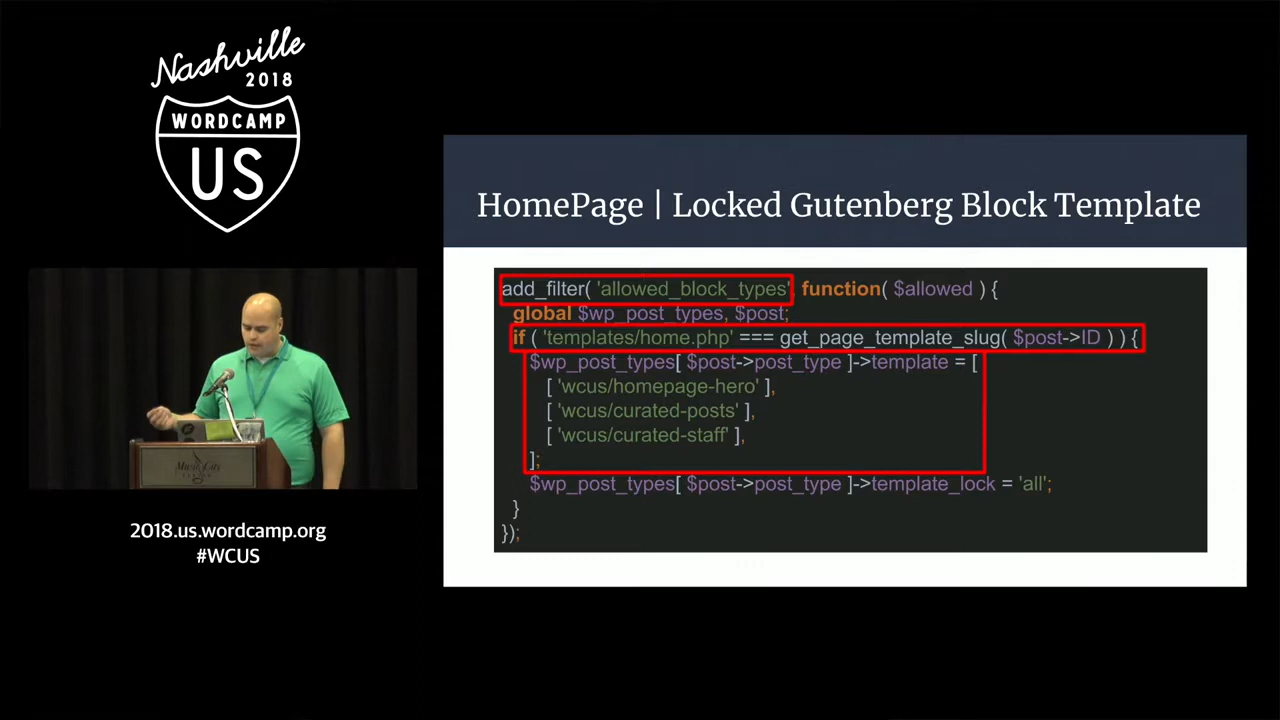 Nashville
2018
WORDCAMP
US
HomePage | Locked Gutenberg Block Template
add_filter( 'allowed_block_types', function( $allowed ) {
global $wp_post_types, $post;
if ( 'templates/home.php' === get_page_template_slug( $post->ID ) ) {
$wp_post_types[ $post->post_type ]->template = [
[ 'wcus/homepage-hero' ],
[ 'wcus/curated-posts' ],
[ 'wcus/curated-staff' ],
];
$wp_post_types[ $post->post_type ]->template_lock = 'all';
}
});
Music City
2018.us.wordcamp.org
#WCUS